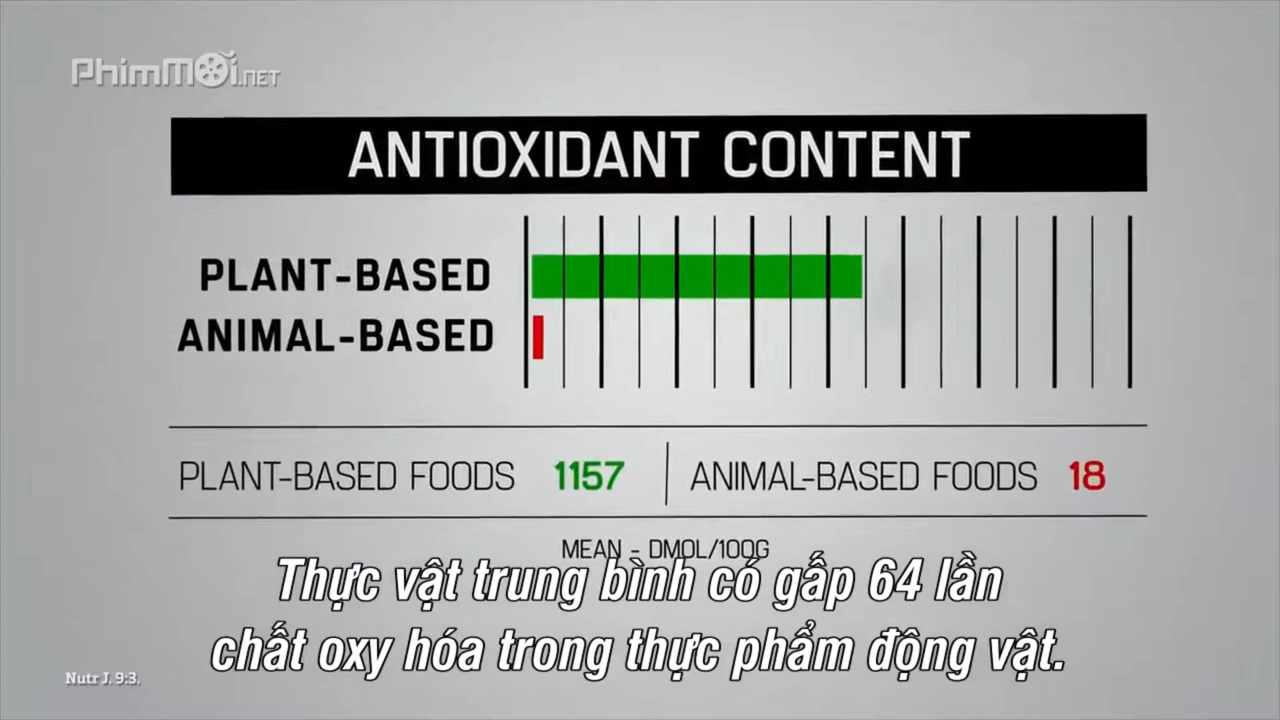 PhimMỡi.NET
ANTIOXIDANT CONTENT
PLANT-BASED
ANIMAL-BASED
PLANT-BASED FOODS 1157 ANIMAL-BASED FOODS 18
MEAN - DMOL/100G
Thực vật trung bình có gấp 64 lần
chất oxy hóa trong thực phẩm động vật.
Nutr J. 9:3.